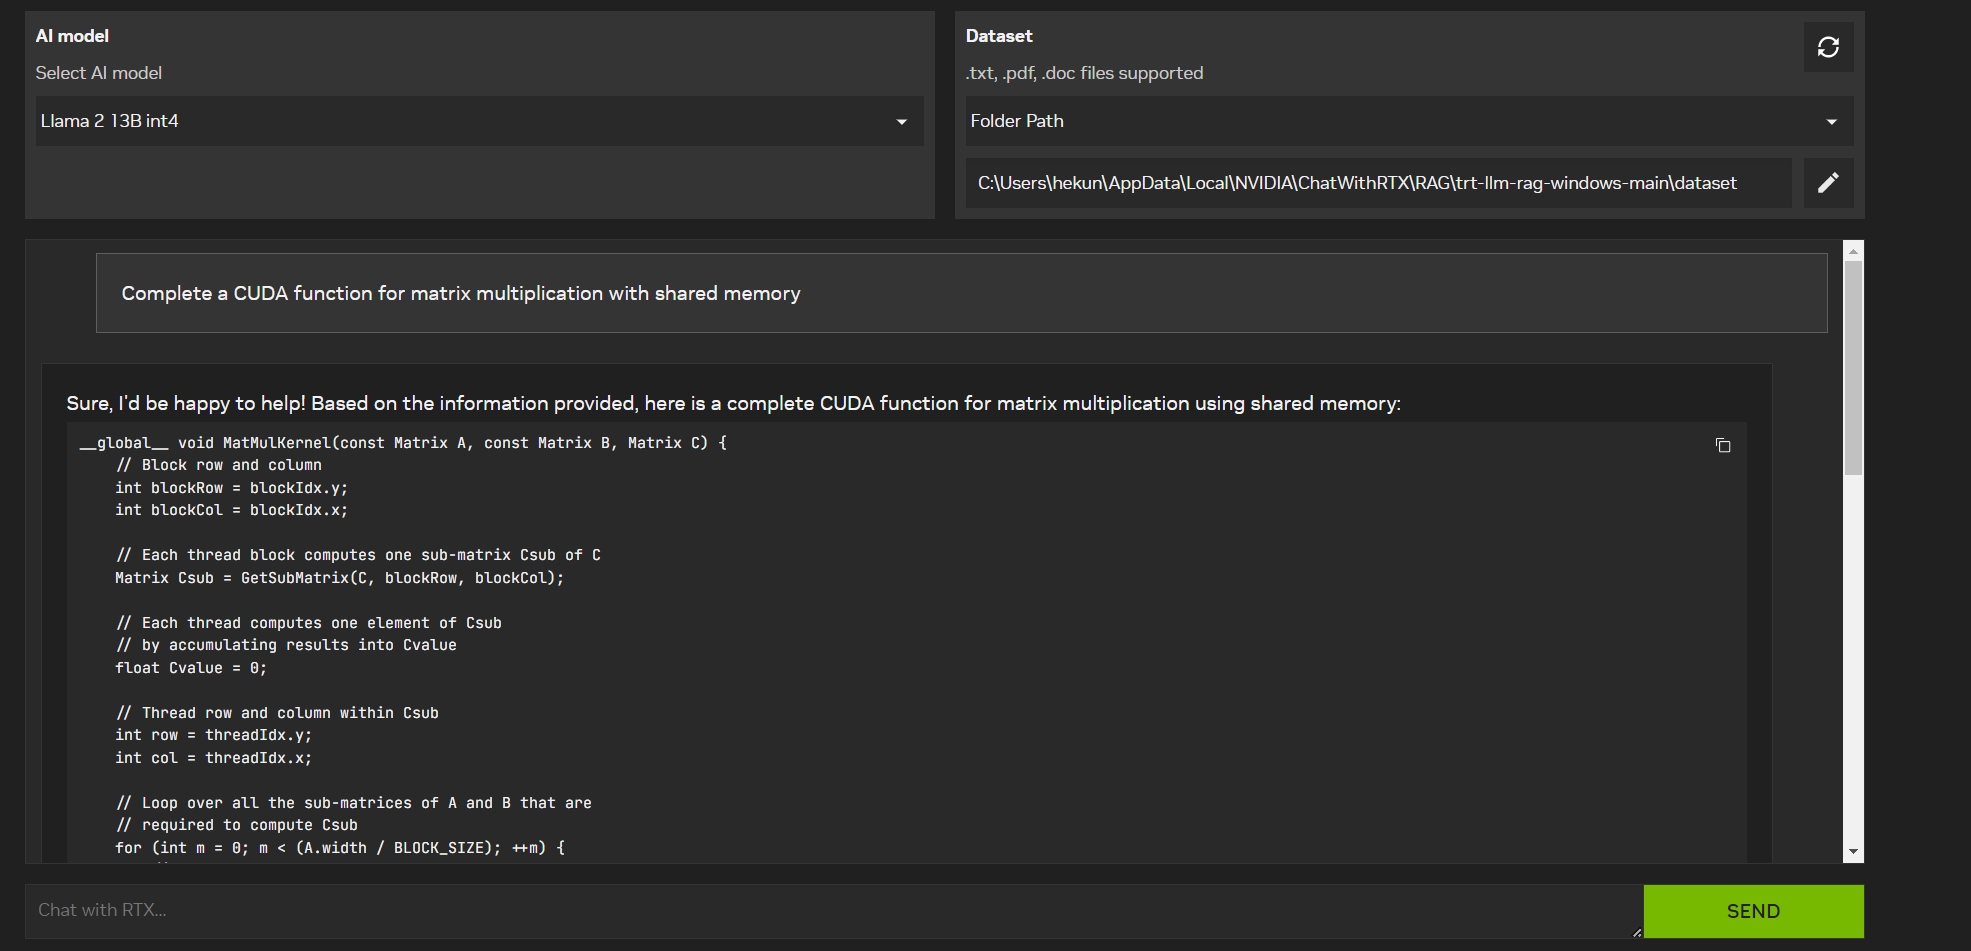 AI model
Select AI model
Llama 2 13B int4
Dataset
.txt, .pdf, .doc files supported
Folder Path
C:\Users\hekun\AppData\Local\NVIDIA\ChatWithRTX\RAG\trt-llm-rag-windows-main\dataset
Complete a CUDA function for matrix multiplication with shared memory
Sure, I'd be happy to help! Based on the information provided, here is a complete CUDA function for matrix multiplication using shared memory:
__global__ void MatMulKernel(const Matrix A, const Matrix B, Matrix C) {
    // Block row and column
    int blockRow = blockIdx.y;
    int blockCol = blockIdx.x;

    // Each thread block computes one sub-matrix Csub of C
    Matrix Csub = GetSubMatrix(C, blockRow, blockCol);

    // Each thread computes one element of Csub
    // by accumulating results into Cvalue
    float Cvalue = 0;

    // Thread row and column within Csub
    int row = threadIdx.y;
    int col = threadIdx.x;

    // Loop over all the sub-matrices of A and B that are
    // required to compute Csub
    for (int m = 0; m < (A.width / BLOCK_SIZE); ++m) {
Chat with RTX...
SEND